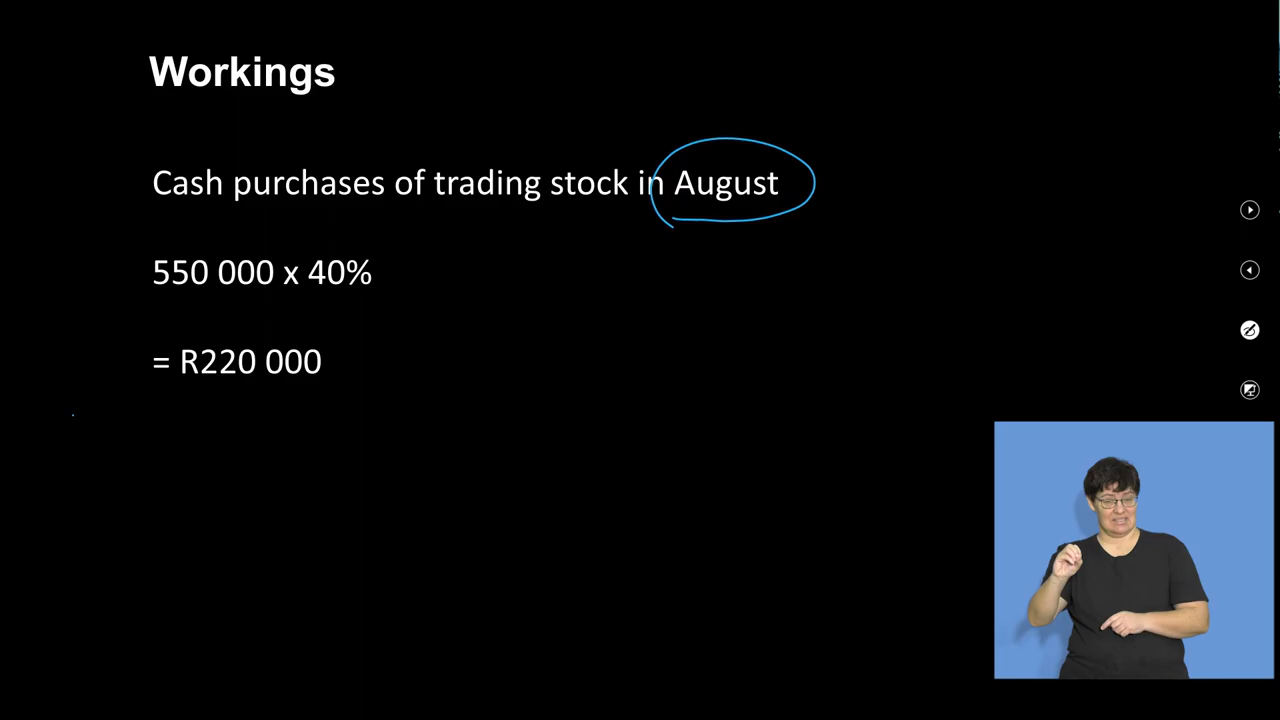 Workings
Cash purchases of trading stock in August
550 000 x 40%
= R220 000